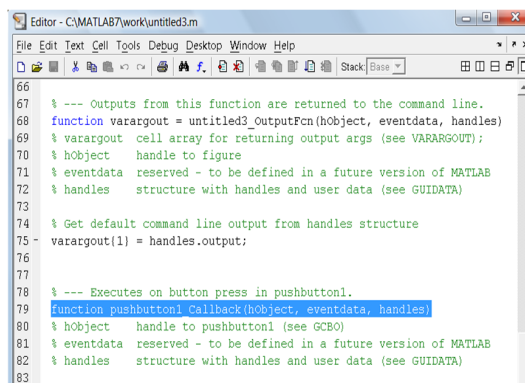 Editor - C:\MATLAB7\work\untitled3.m
File Edit Text Cell Tools Debug Desktop Window Help
Stack: Base
66
67 % --- Outputs from this function are returned to the command line.
68 function varargout = untitled3_OutputFcn(hObject, eventdata, handles)
69 % varargout cell array for returning output args (see VARARGOUT);
70 % hObject handle to figure
71 % eventdata reserved - to be defined in a future version of MATLAB
72 % handles structure with handles and user data (see GUIDATA)
73
74 % Get default command line output from handles structure
75 - varargout{1} = handles.output;
76
77
78 % --- Executes on button press in pushbutton1.
79 function pushbutton1_Callback(hObject, eventdata, handles)
80 % hObject handle to pushbutton1 (see GCBO)
81 % eventdata reserved - to be defined in a future version of MATLAB
82 % handles structure with handles and user data (see GUIDATA)
83